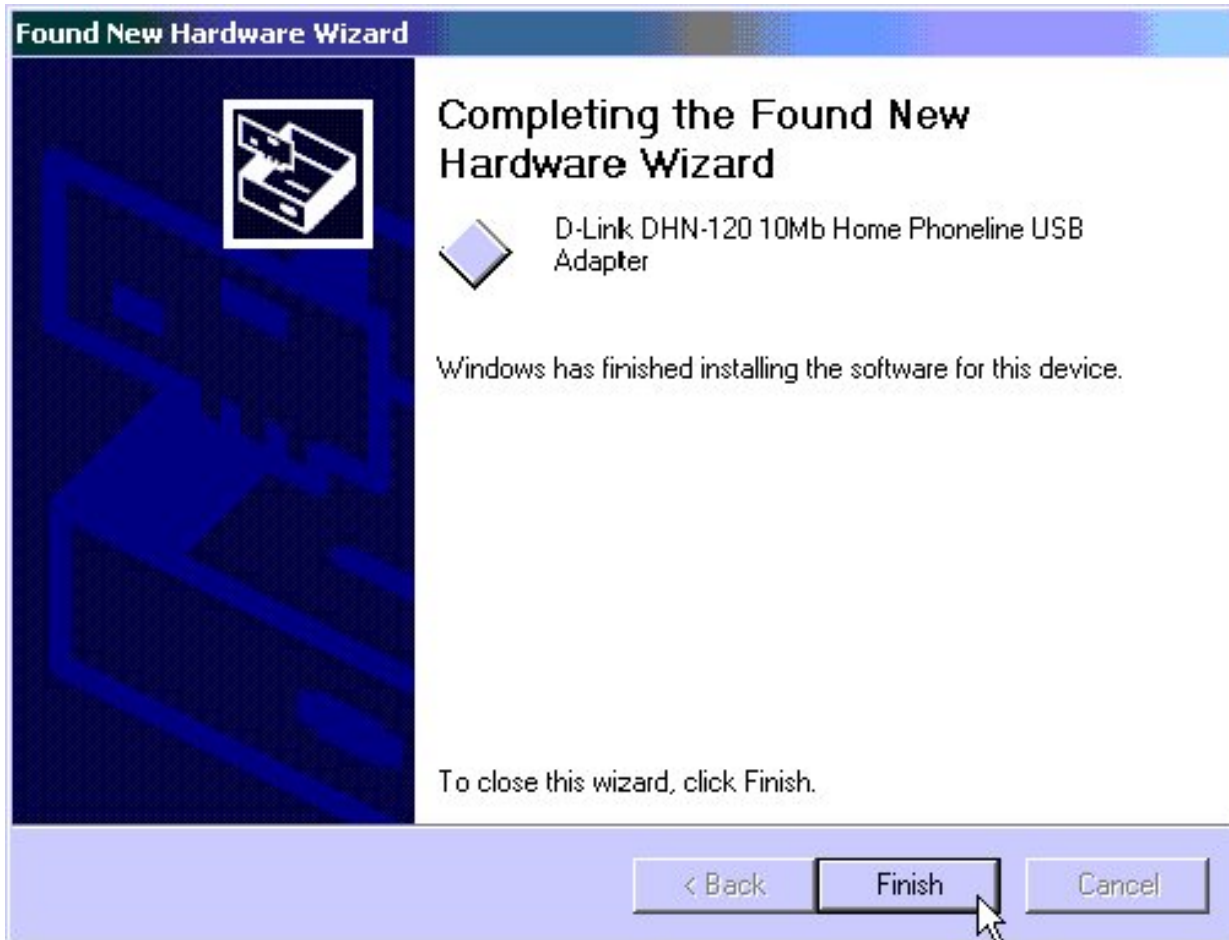 Found New Hardware Wizard
Completing the Found New
Hardware Wizard
D-Link DHN-120 10Mb Home Phoneline USB
Adapter
Windows has finished installing the software for this device.
To close this wizard, click Finish.
< Back Finish Cancel